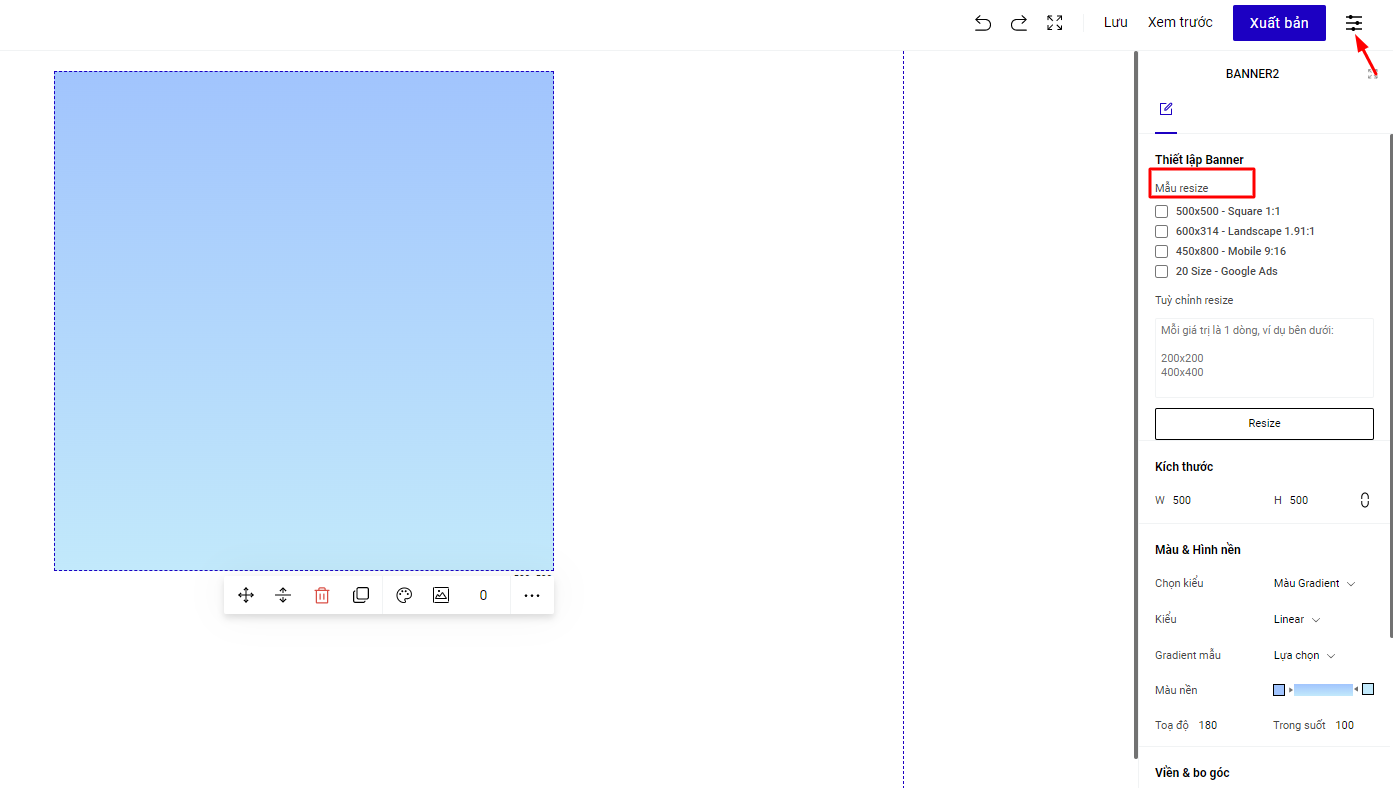 Lưu Xem trước Xuất bản
BANNER2
Thiết lập Banner
Mẫu resize
500x500 - Square 1:1
600x314 - Landscape 1.91:1
450x800 - Mobile 9:16
20 Size - Google Ads
Tuỳ chỉnh resize
Mỗi giá trị là 1 dòng, ví dụ bên dưới:
200x200
400x400
Resize
Kích thước
W 500 H 500
Màu & Hình nền
Chọn kiểu Màu Gradient
Kiểu Linear
0
Gradient mẫu Lựa chọn
Màu nền
Toạ độ 180 Trong suốt 100
Viền & bo góc